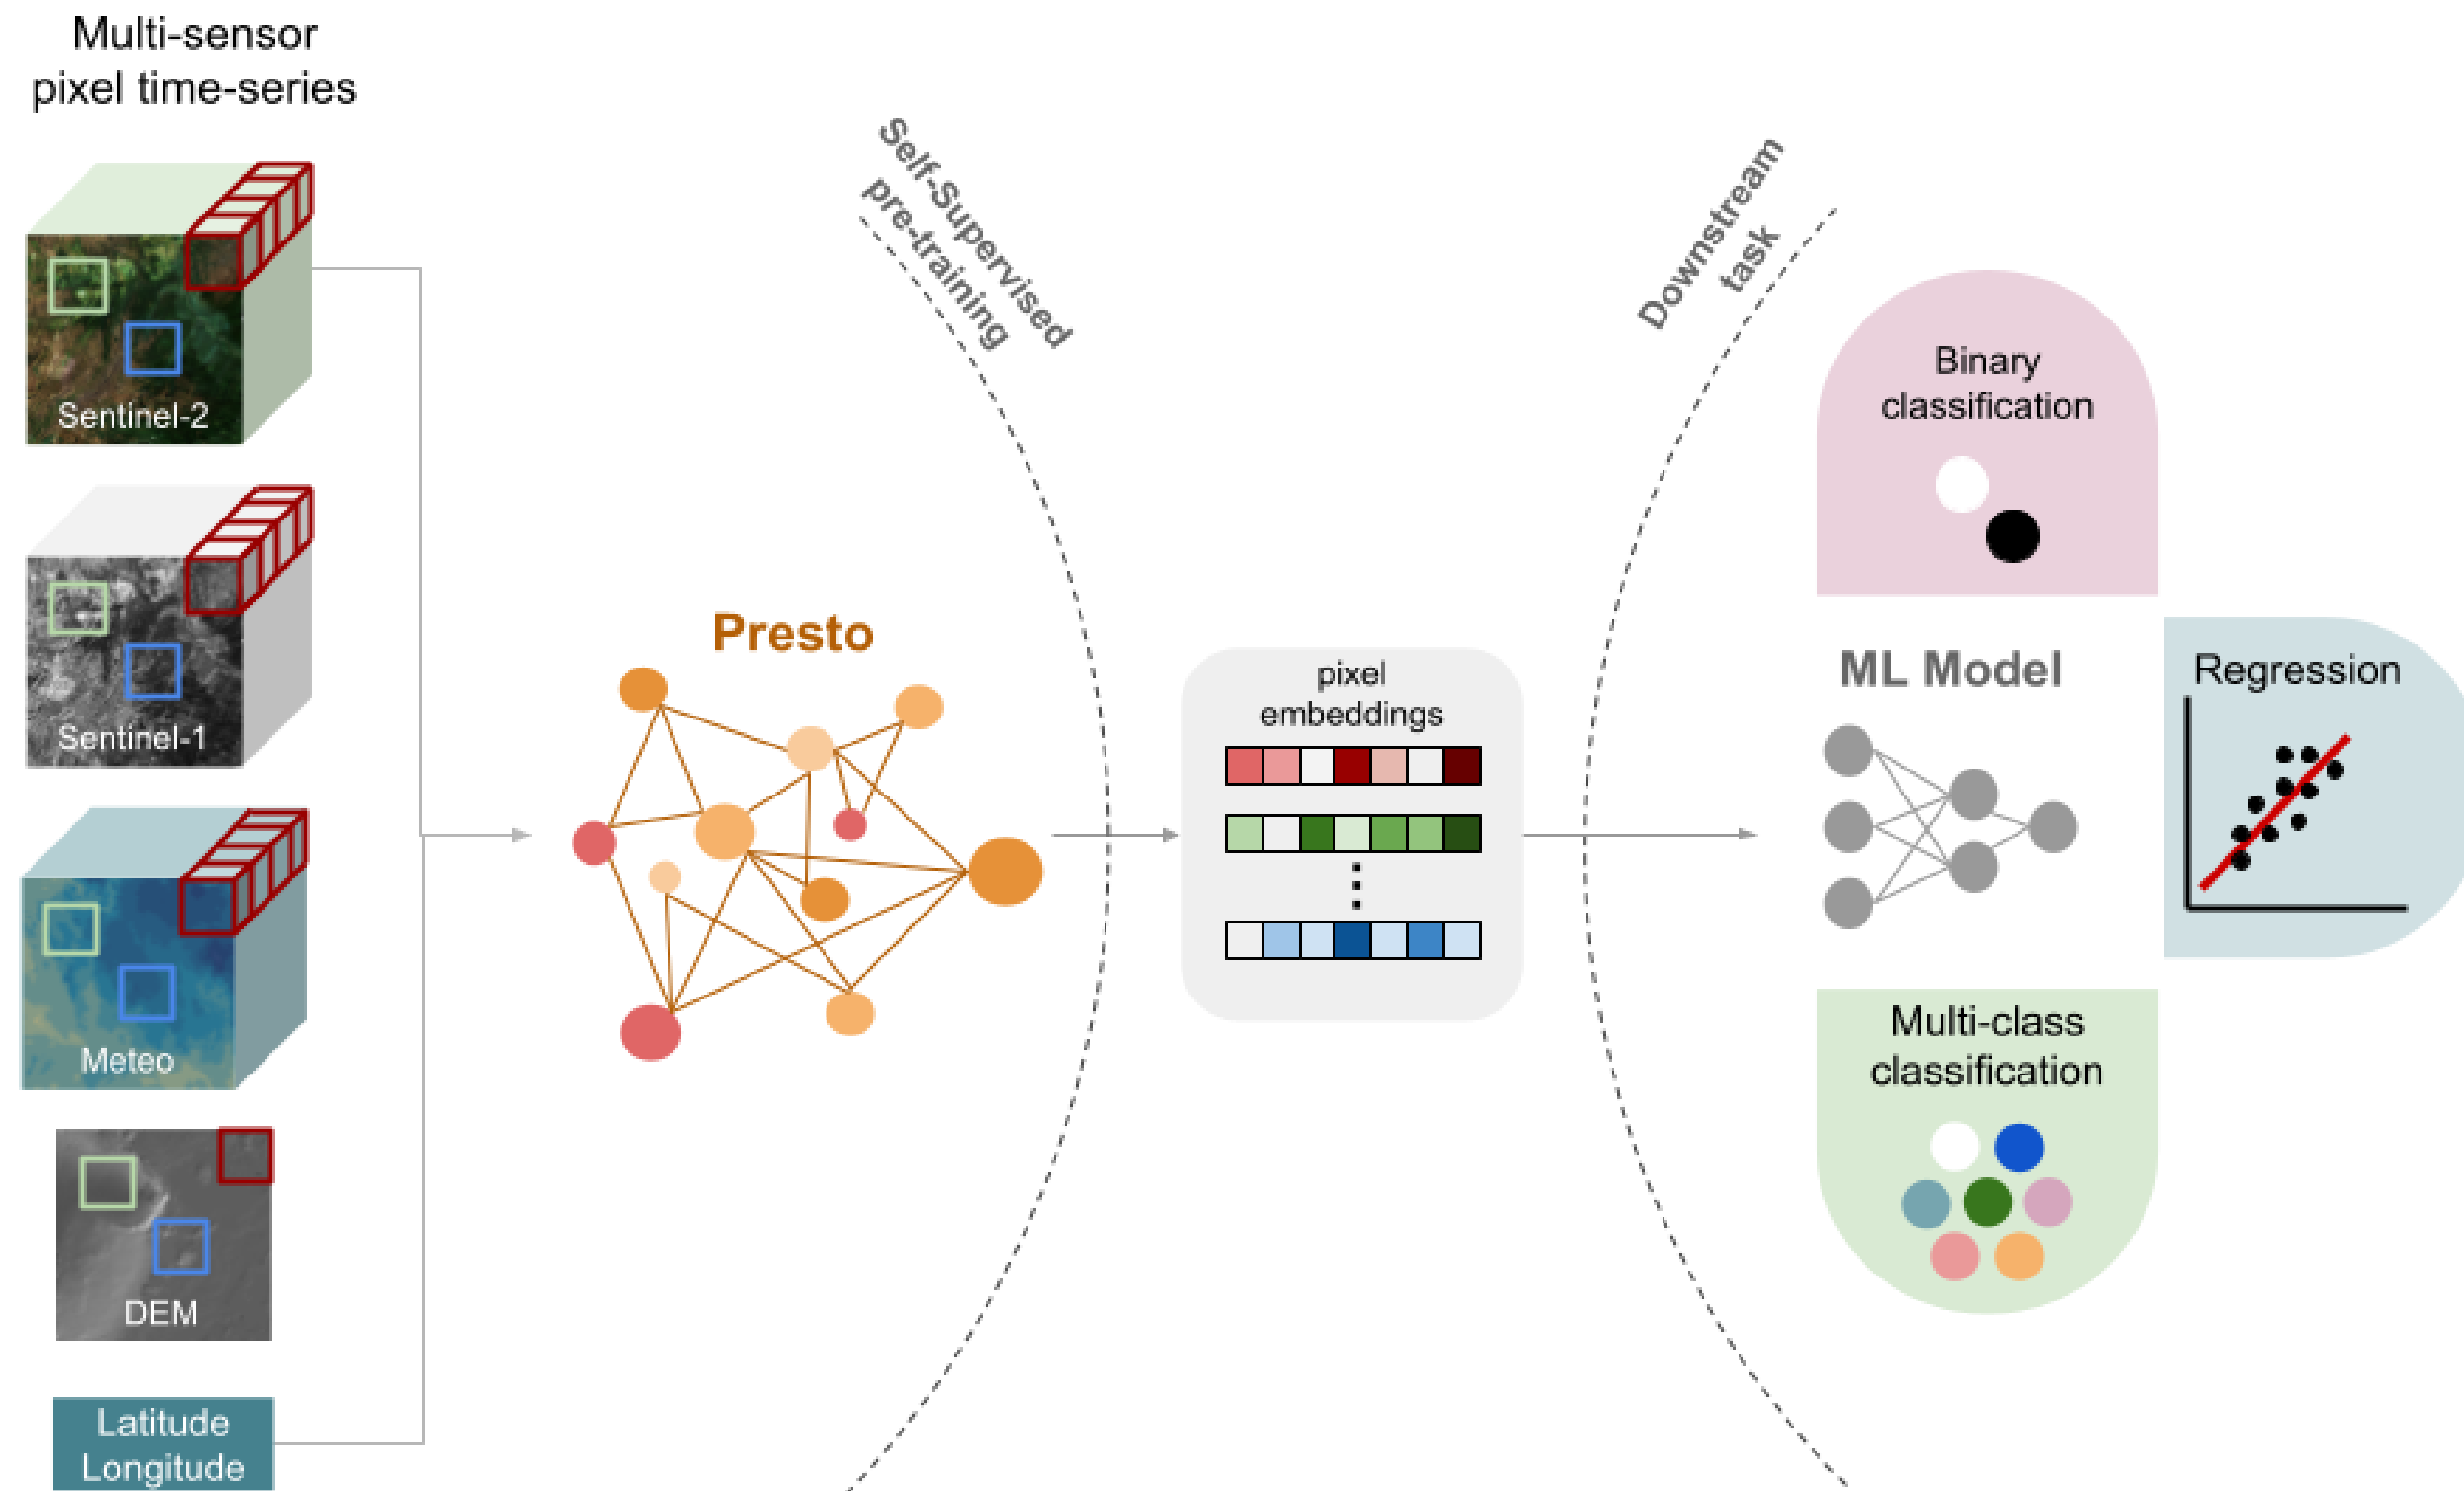 Multi-sensor
pixel time-series
Sentinel-2
Sentinel-1
Meteo
DEM
Latitude
Longitude
Presto
Self-Supervised
pre-training
pixel
embeddings
Downstream
task
Binary
classification
ML Model
Regression
Multi-class
classification